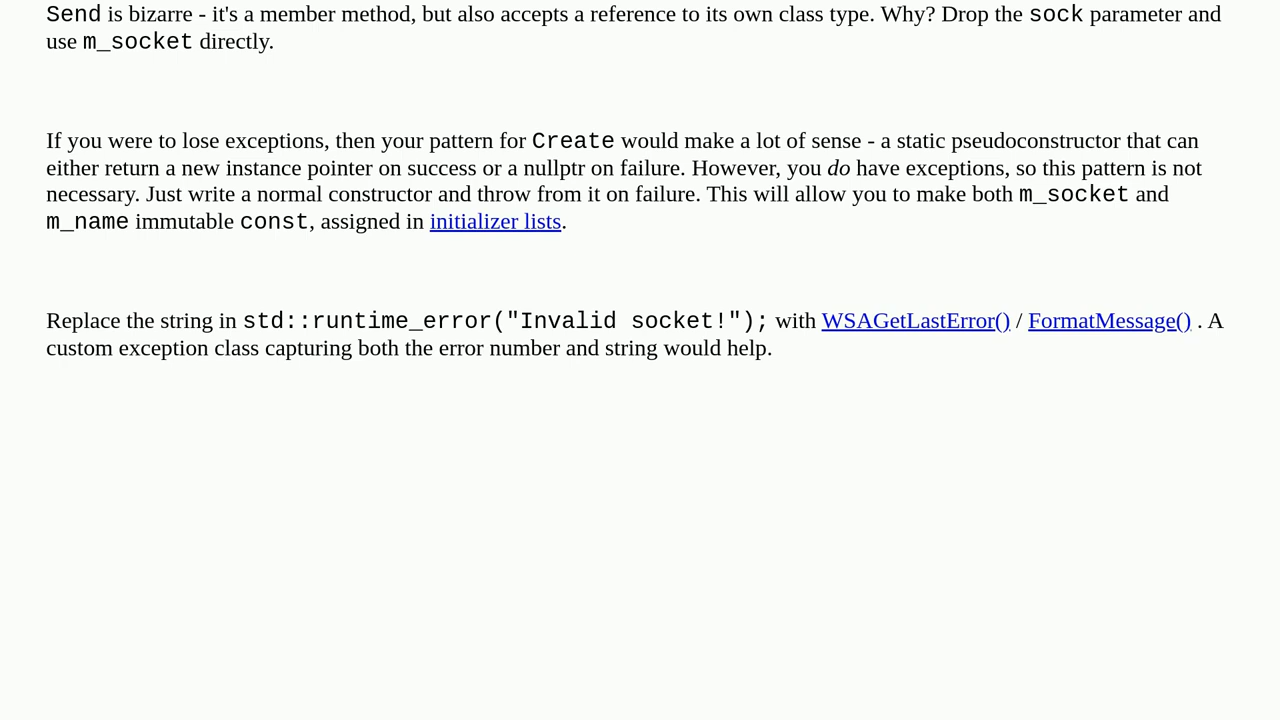 Send is bizarre - it's a member method, but also accepts a reference to its own class type. Why? Drop the sock parameter and
use m_socket directly.
If you were to lose exceptions, then your pattern for Create would make a lot of sense - a static pseudoconstructor that can
either return a new instance pointer on success or a nullptr on failure. However, you do have exceptions, so this pattern is not
necessary. Just write a normal constructor and throw from it on failure. This will allow you to make both m_socket and
m_name immutable const, assigned in initializer lists.
Replace the string in std::runtime_error("Invalid socket!"); with WSAGetLastError() / FormatMessage() . A
custom exception class capturing both the error number and string would help.